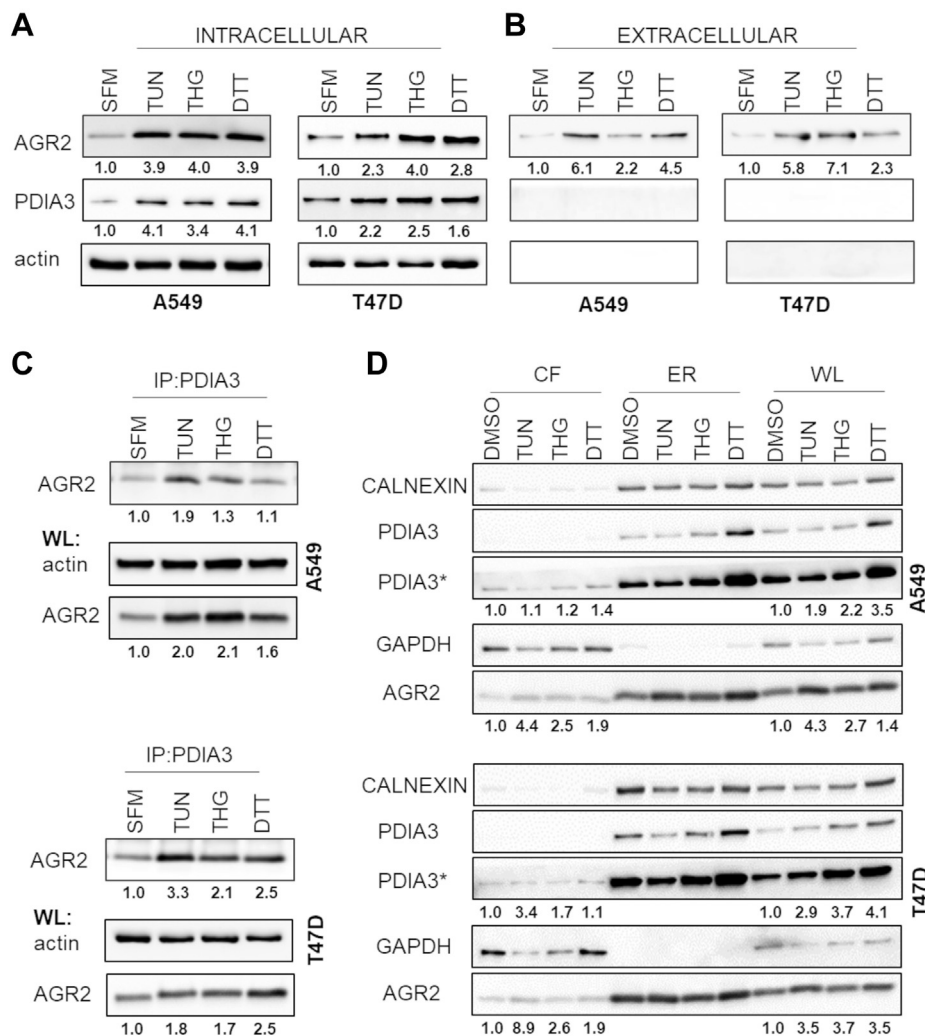 A
INTRACELLULAR
SFM TUN THG DTT SFM TUN THG DTT
AGR2
1.0 3.9 4.0 3.9 1.0 2.3 4.0 2.8
PDIA3
1.0 4.1 3.4 4.1 1.0 2.2 2.5 1.6
actin
A549 T47D
B
EXTRACELLULAR
SFM TUN THG DTT SFM TUN THG DTT
1.0 6.1 2.2 4.5 1.0 5.8 7.1 2.3
A549 T47D
C
IP:PDIA3
SFM TUN THG DTT
AGR2
1.0 1.9 1.3 1.1
WL:
actin
AGR2
1.0 2.0 2.1 1.6
A549
IP:PDIA3
SFM TUN THG DTT
AGR2
1.0 3.3 2.1 2.5
WL:
actin
AGR2
1.0 1.8 1.7 2.5
T47D
D
CF ER WL
DMSO TUN THG DTT DMSO TUN THG DTT DMSO TUN THG DTT
CALNEXIN
PDIA3
PDIA3*
1.0 1.1 1.2 1.4 1.0 1.9 2.2 3.5
GAPDH
AGR2
1.0 4.4 2.5 1.9 1.0 4.3 2.7 1.4
A549
CALNEXIN
PDIA3
PDIA3*
1.0 3.4 1.7 1.1 1.0 2.9 3.7 4.1
GAPDH
AGR2
1.0 8.9 2.6 1.9 1.0 3.5 3.7 3.5
T47D